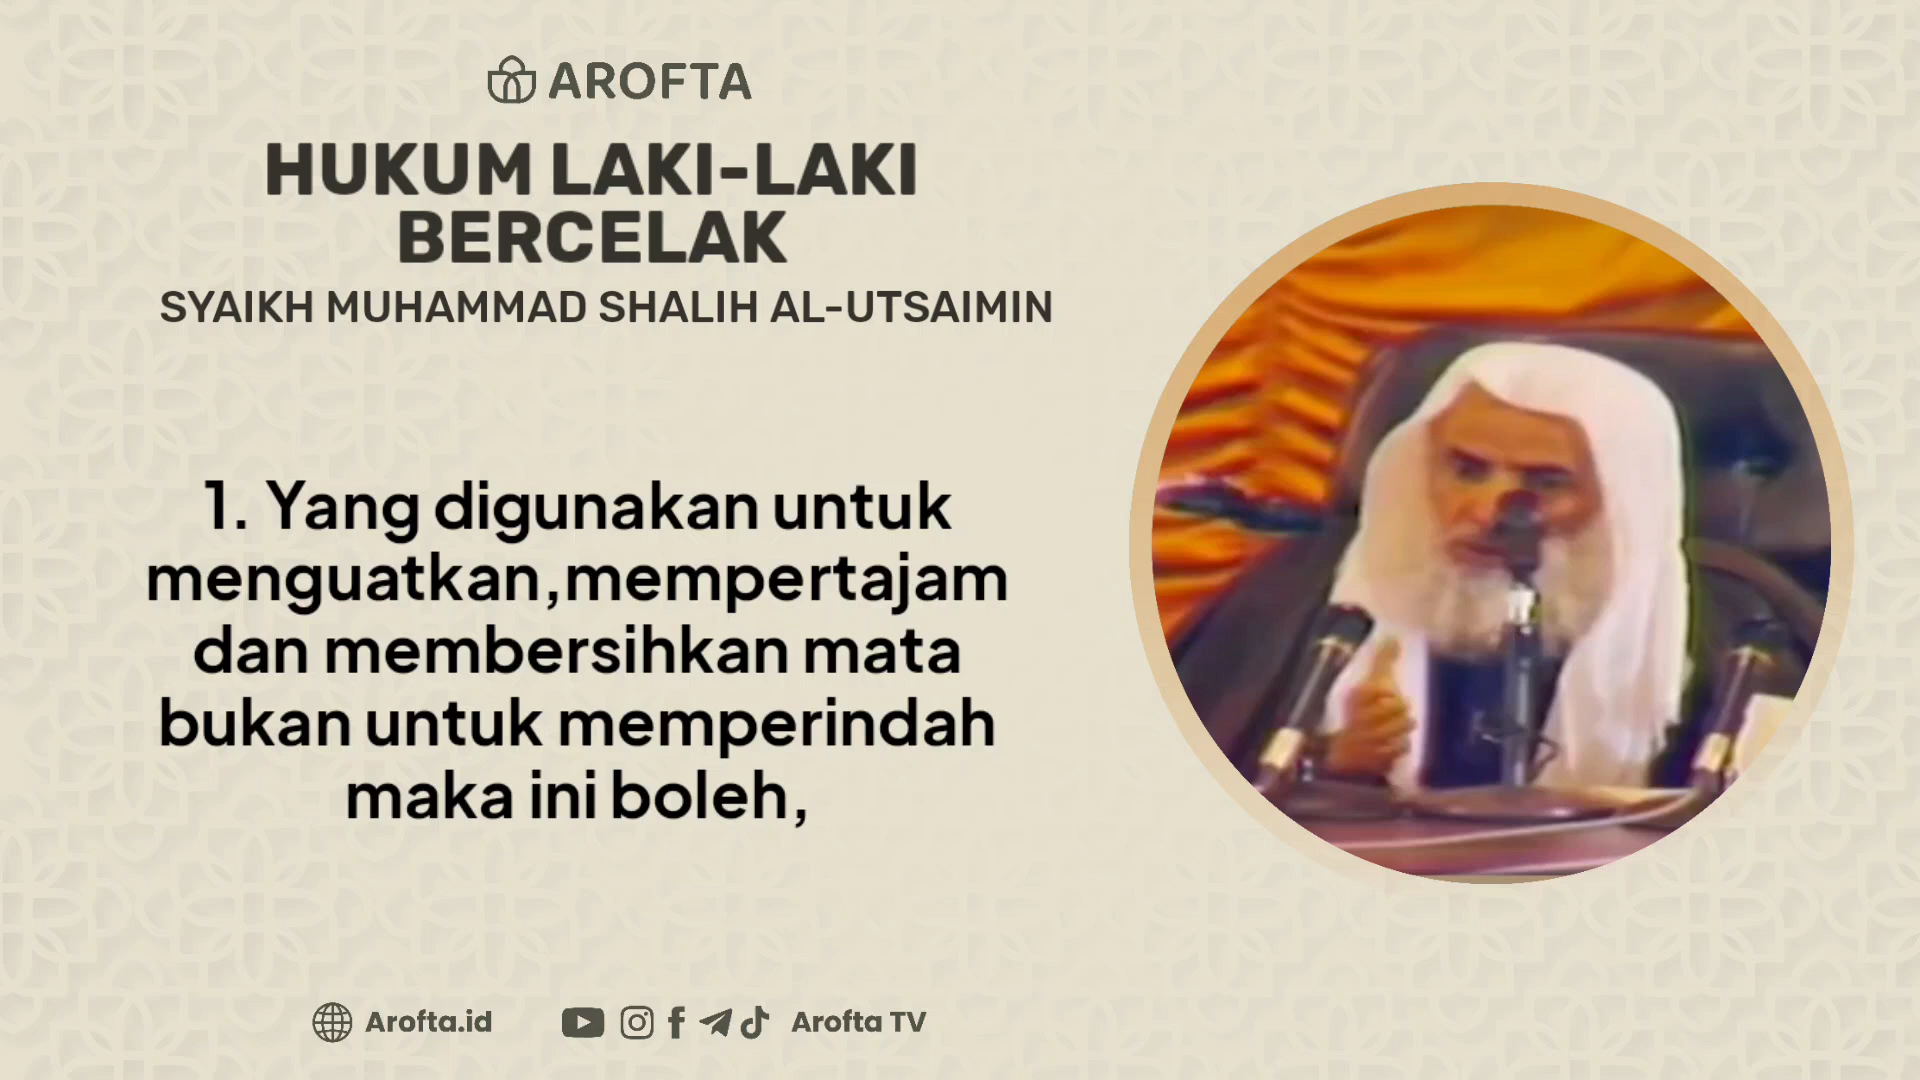 AROFTA
HUKUM LAKI-LAKI
BERCELAK
SYAIKH MUHAMMAD SHALIH AL-UTSAIMIN
1. Yang digunakan untuk
menguatkan,mempertajam
dan membersihkan mata
bukan untuk memperindah
maka ini boleh,
Arofta.id
Arofta TV